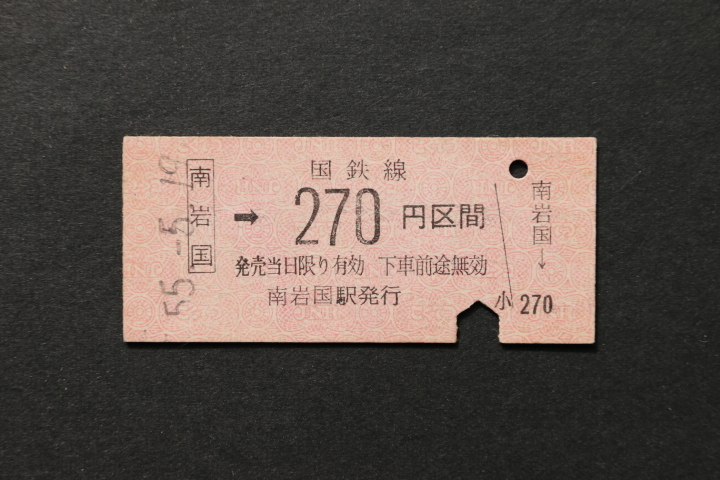 55-5.19
南岩国
国鉄線
➡ 270 円区間
発売当日限り有効 下車前途無効
南岩国駅発行
南岩国↓
小 270